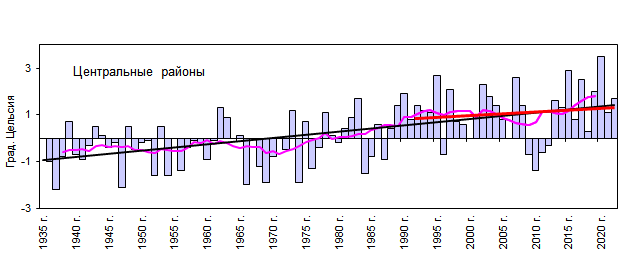 Центральные районы
Град. Цельсия
3
1
-1
-3
1935 г.
1940 г.
1945 г.
1950 г.
1955 г.
1960 г.
1965 г.
1970 г.
1975 г.
1980 г.
1985 г.
1990 г.
1995 г.
2000 г.
2005 г.
2010 г.
2015 г.
2020 г.